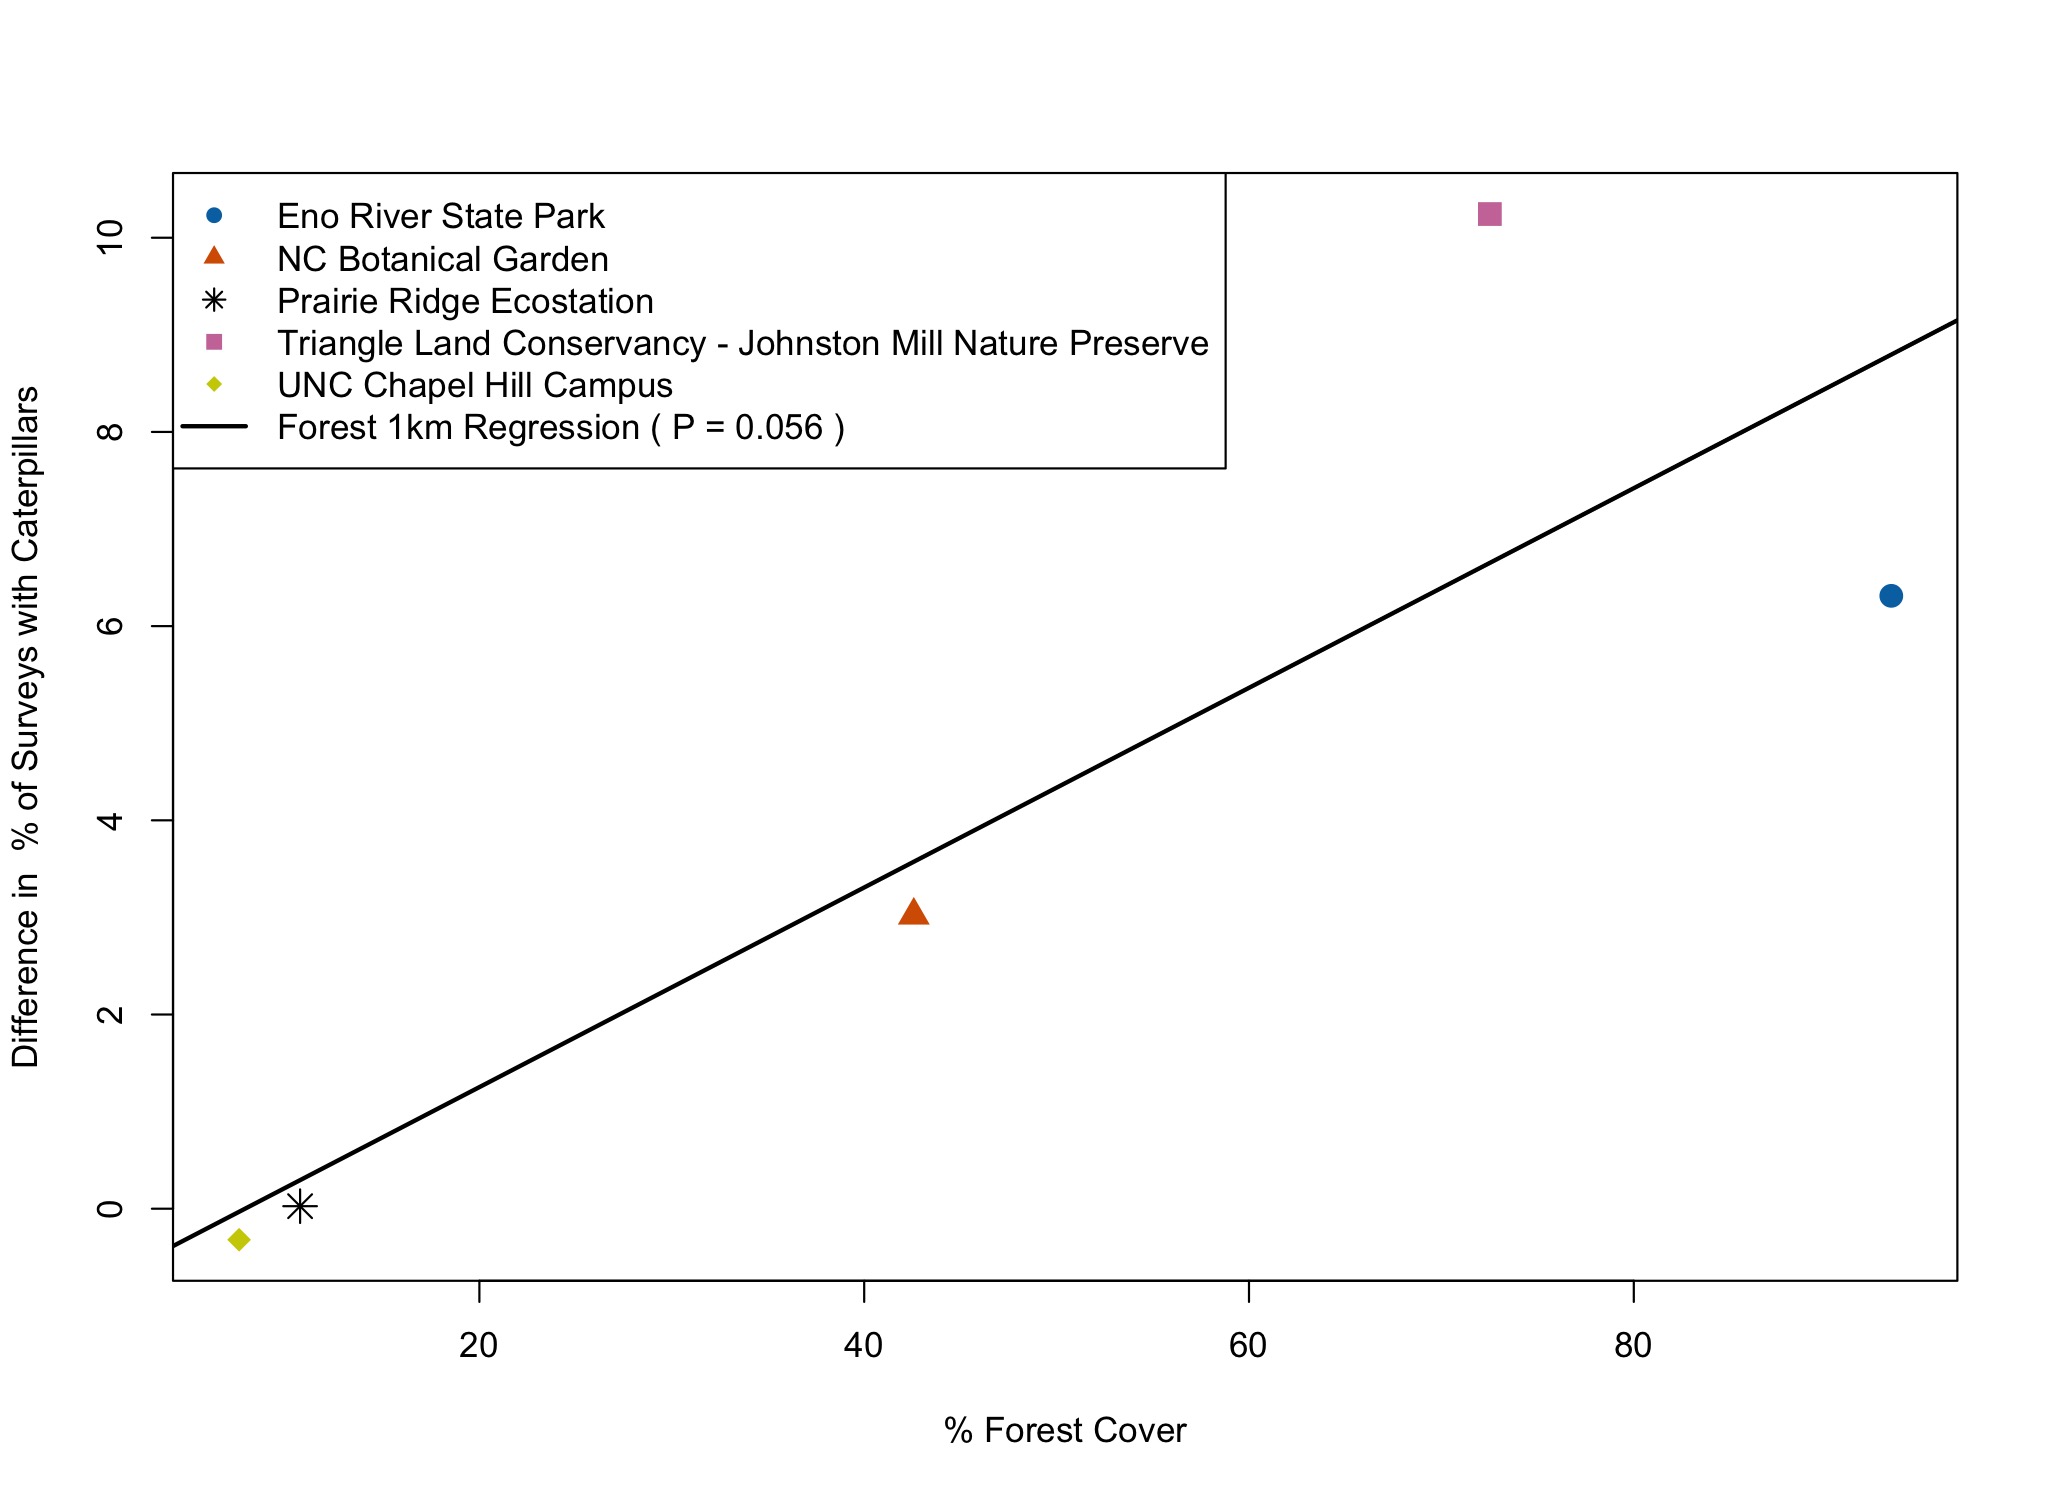 Eno River State Park
NC Botanical Garden
Prairie Ridge Ecostation
Triangle Land Conservancy - Johnston Mill Nature Preserve
UNC Chapel Hill Campus
Forest 1km Regression ( P = 0.056 )
Difference in  % of Surveys with Caterpillars
10
8
6
4
2
0
20
40
60
80
% Forest Cover